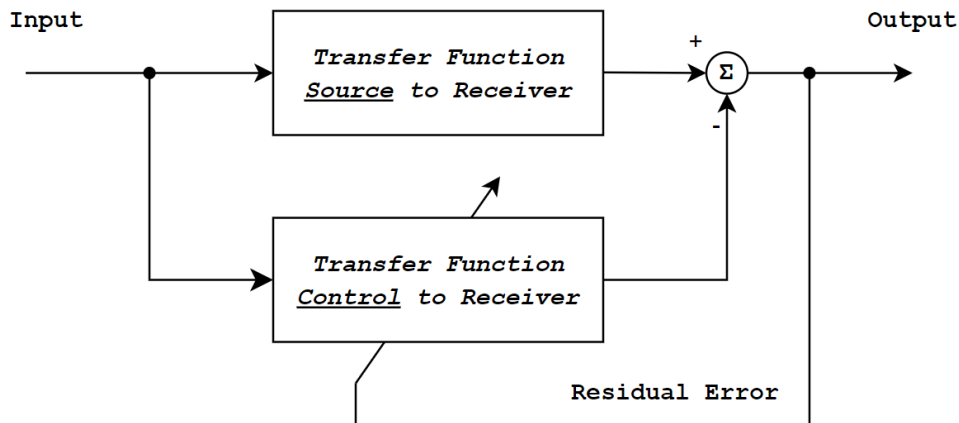 Input
Output
Transfer Function
Source to Receiver
+
Σ
-
Transfer Function
Control to Receiver
Residual Error